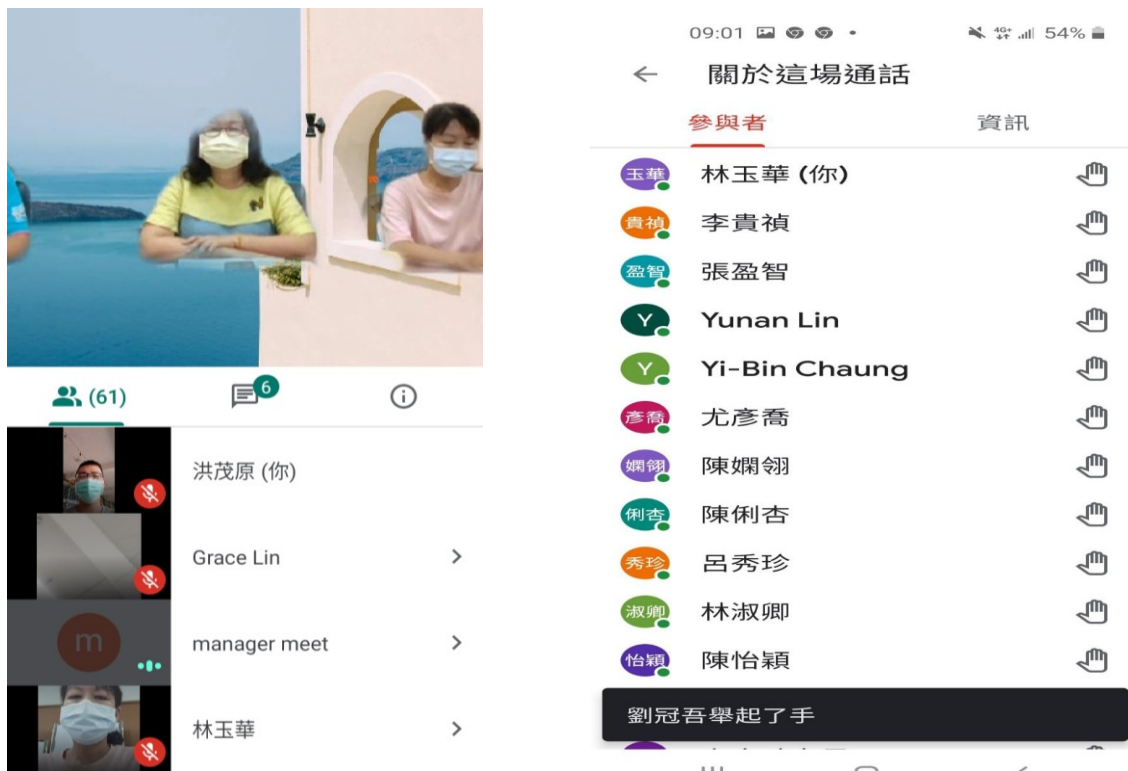 (61)
6
洪茂原 (你)
Grace Lin
m
manager meet
林玉華
09:01
4G+
54%
關於這場通話
參與者
資訊
玉華
林玉華 (你)
貴禎
李貴禎
盈智
張盈智
Y
Yunan Lin
Y
Yi-Bin Chaung
彥喬
尤彥喬
嫻翎
陳嫻翎
俐杏
陳俐杏
秀珍
呂秀珍
淑卿
林淑卿
怡穎
陳怡穎
劉冠吾舉起了手